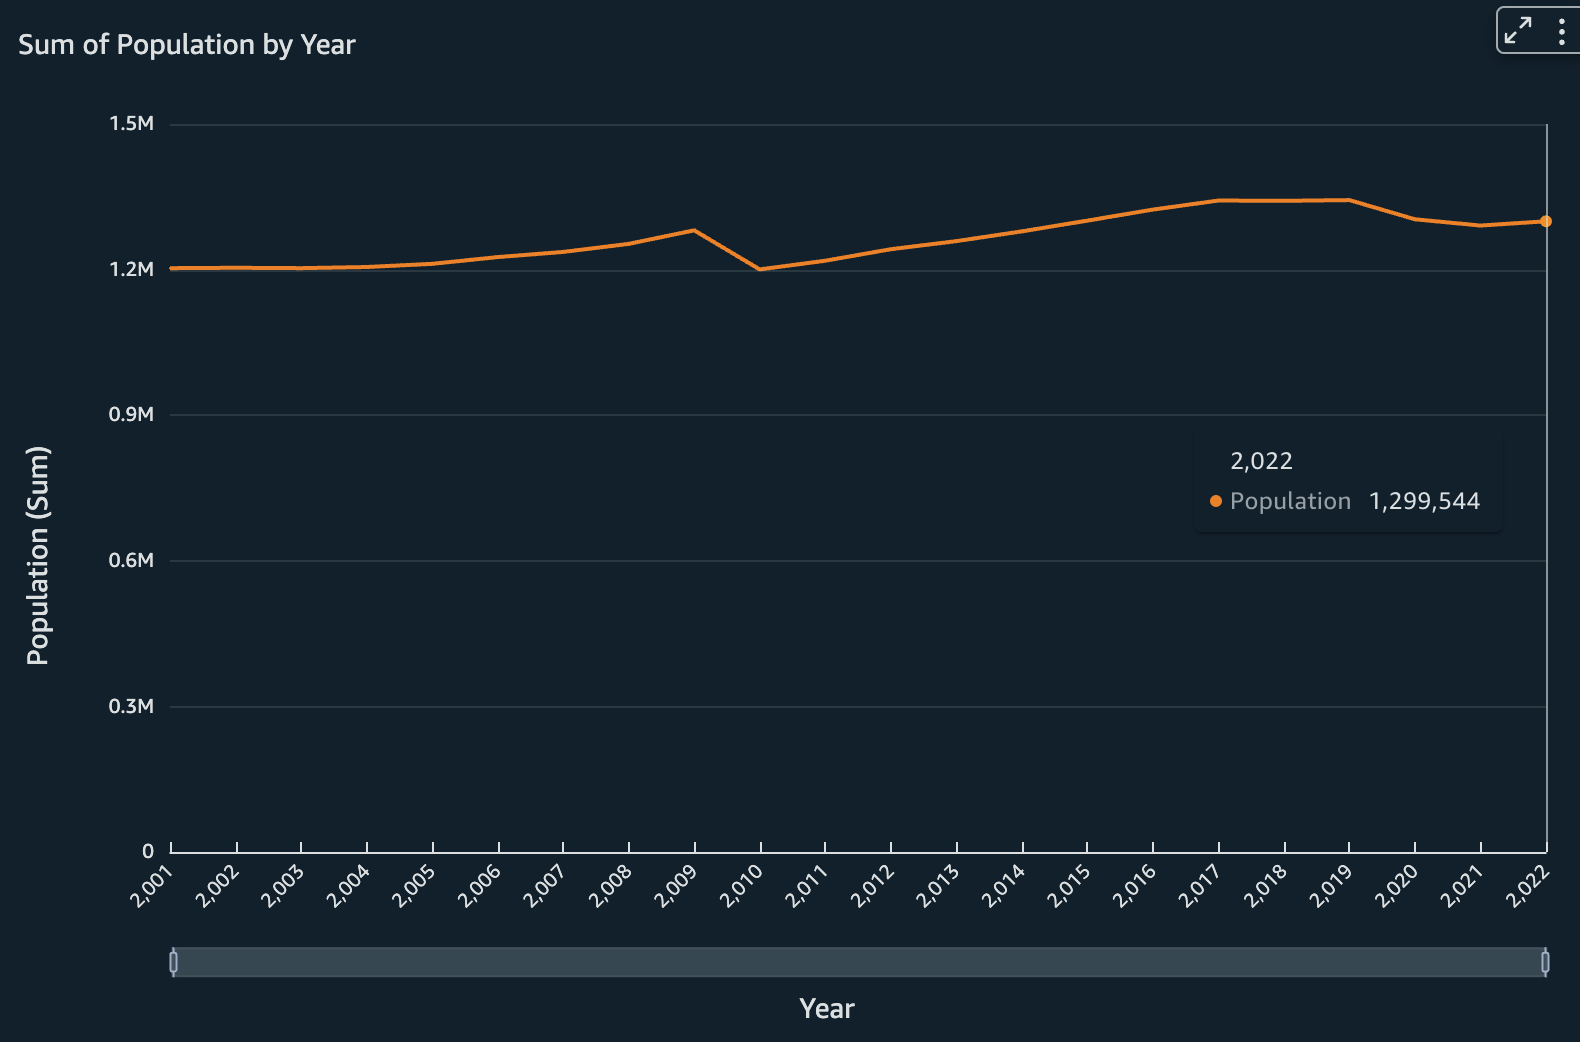 Sum of Population by Year
1.5M
1.2M
0.9M
0.6M
0.3M
0
Population (Sum)
2,022
Population 1,299,544
2,001 2,002 2,003 2,004 2,005 2,006 2,007 2,008 2,009 2,010 2,011 2,012 2,013 2,014 2,015 2,016 2,017 2,018 2,019 2,020 2,021 2,022
Year